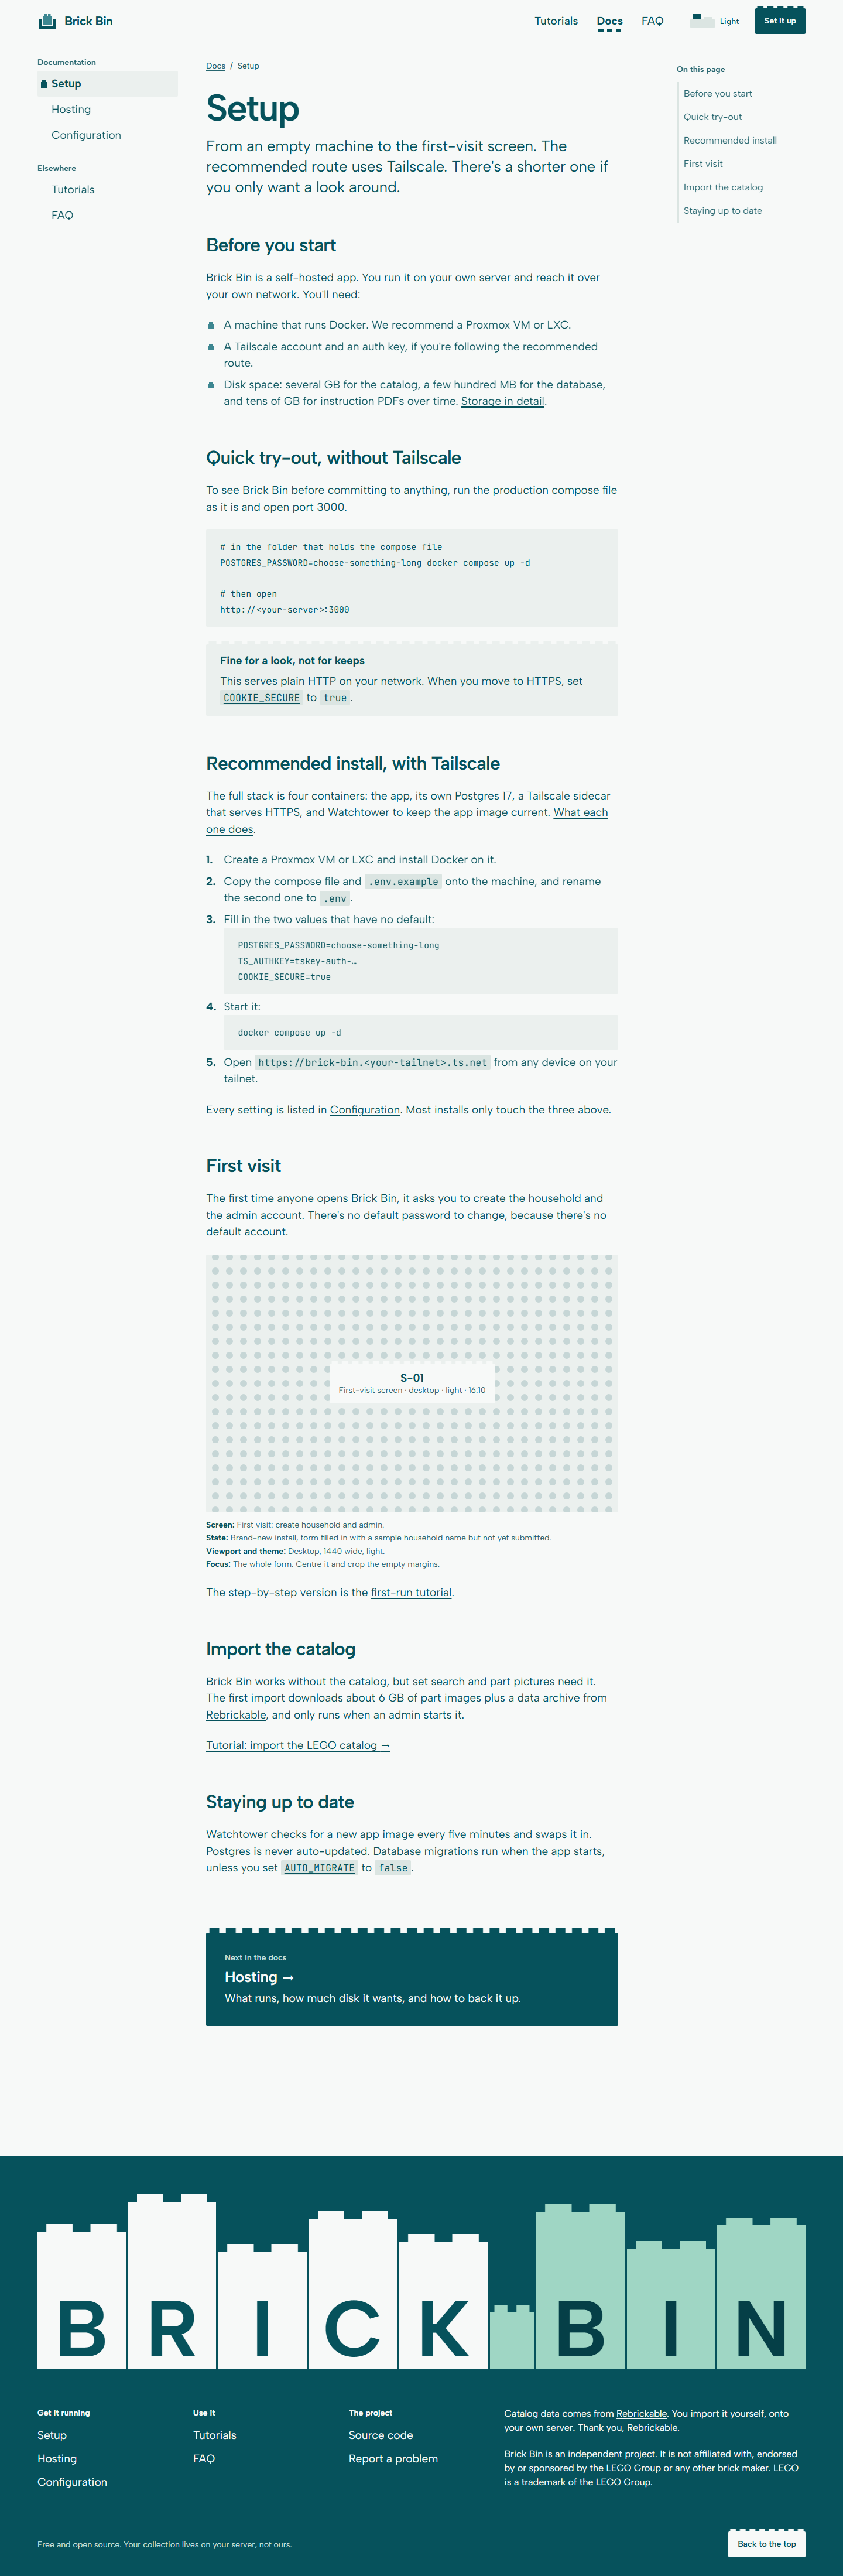 Brick Bin
Tutorials
Docs
FAQ
Light
Set it up
Documentation
Setup
Hosting
Configuration
Elsewhere
Tutorials
FAQ
Docs / Setup
Setup
From an empty machine to the first-visit screen. The
recommended route uses Tailscale. There's a shorter one if
you only want a look around.
On this page
Before you start
Quick try-out
Recommended install
First visit
Import the catalog
Staying up to date
Before you start
Brick Bin is a self-hosted app. You run it on your own server and reach it over
your own network. You'll need:
A machine that runs Docker. We recommend a Proxmox VM or LXC.
A Tailscale account and an auth key, if you're following the recommended
route.
Disk space: several GB for the catalog, a few hundred MB for the database,
and tens of GB for instruction PDFs over time. Storage in detail.
Quick try-out, without Tailscale
To see Brick Bin before committing to anything, run the production compose file
as it is and open port 3000.
# in the folder that holds the compose file
POSTGRES_PASSWORD=choose-something-long docker compose up -d
# then open
http://<your-server>:3000
Fine for a look, not for keeps
This serves plain HTTP on your network. When you move to HTTPS, set
COOKIE_SECURE to true.
Recommended install, with Tailscale
The full stack is four containers: the app, its own Postgres 17, a Tailscale sidecar
that serves HTTPS, and Watchtower to keep the app image current. What each
one does.
1. Create a Proxmox VM or LXC and install Docker on it.
2. Copy the compose file and .env.example onto the machine, and rename
the second one to .env.
3. Fill in the two values that have no default:
POSTGRES_PASSWORD=choose-something-long
TS_AUTHKEY=tskey-auth-…
COOKIE_SECURE=true
4. Start it:
docker compose up -d
5. Open https://brick-bin.<your-tailnet>.ts.net from any device on your
tailnet.
Every setting is listed in Configuration. Most installs only touch the three above.
First visit
The first time anyone opens Brick Bin, it asks you to create the household and
the admin account. There's no default password to change, because there's no
default account.
S-01
First-visit screen · desktop · light · 16:10
Screen: First visit: create household and admin.
State: Brand-new install, form filled in with a sample household name but not yet submitted.
Viewport and theme: Desktop, 1440 wide, light.
Focus: The whole form. Centre it and crop the empty margins.
The step-by-step version is the first-run tutorial.
Import the catalog
Brick Bin works without the catalog, but set search and part pictures need it.
The first import downloads about 6 GB of part images plus a data archive from
Rebrickable, and only runs when an admin starts it.
Tutorial: import the LEGO catalog →
Staying up to date
Watchtower checks for a new app image every five minutes and swaps it in.
Postgres is never auto-updated. Database migrations run when the app starts,
unless you set AUTO_MIGRATE to false.
Next in the docs
Hosting →
What runs, how much disk it wants, and how to back it up.
BRICK BIN
Get it running
Setup
Hosting
Configuration
Use it
Tutorials
FAQ
The project
Source code
Report a problem
Catalog data comes from Rebrickable. You import it yourself, onto
your own server. Thank you, Rebrickable.
Brick Bin is an independent project. It is not affiliated with, endorsed
by or sponsored by the LEGO Group or any other brick maker. LEGO
is a trademark of the LEGO Group.
Free and open source. Your collection lives on your server, not ours.
Back to the top